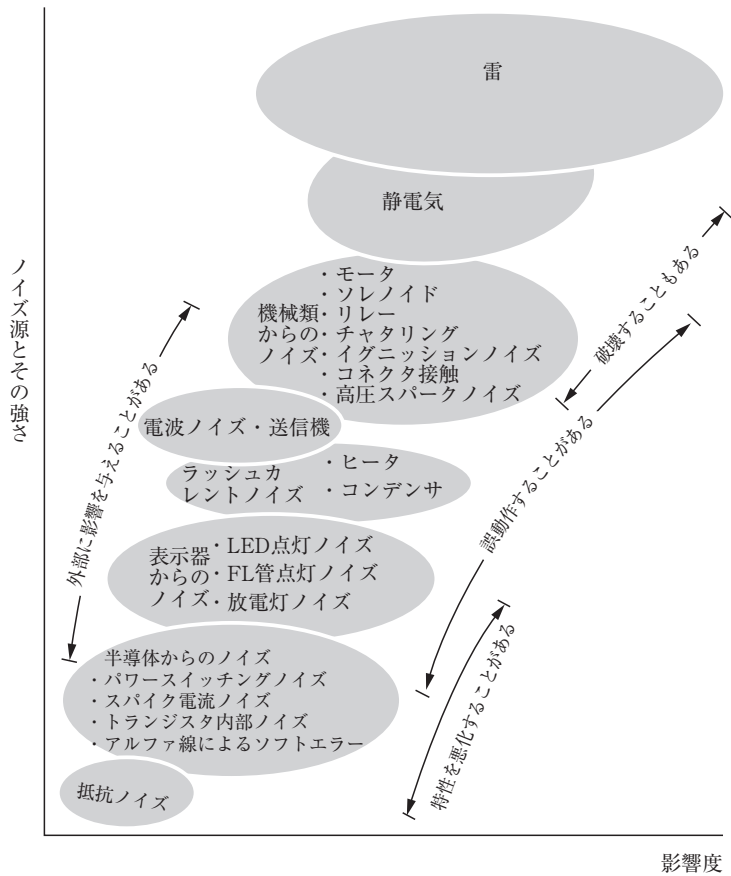 雷
静電気
・モータ
・ソレノイド
機械類・リレー
からの・チャタリング
ノイズ・イグニッションノイズ
・コネクタ接触
・高圧スパークノイズ
電波ノイズ・送信機
ラッシュカ ・ヒータ
レントノイズ ・コンデンサ
表示器・LED点灯ノイズ
からの・FL管点灯ノイズ
ノイズ・放電灯ノイズ
半導体からのノイズ
・パワースイッチングノイズ
・スパイク電流ノイズ
・トランジスタ内部ノイズ
・アルファ線によるソフトエラー
抵抗ノイズ
ノイズ源とその強さ
外部に影響を与えることがある
破壊することもある
誤動作することがある
特性を悪化することがある
影響度